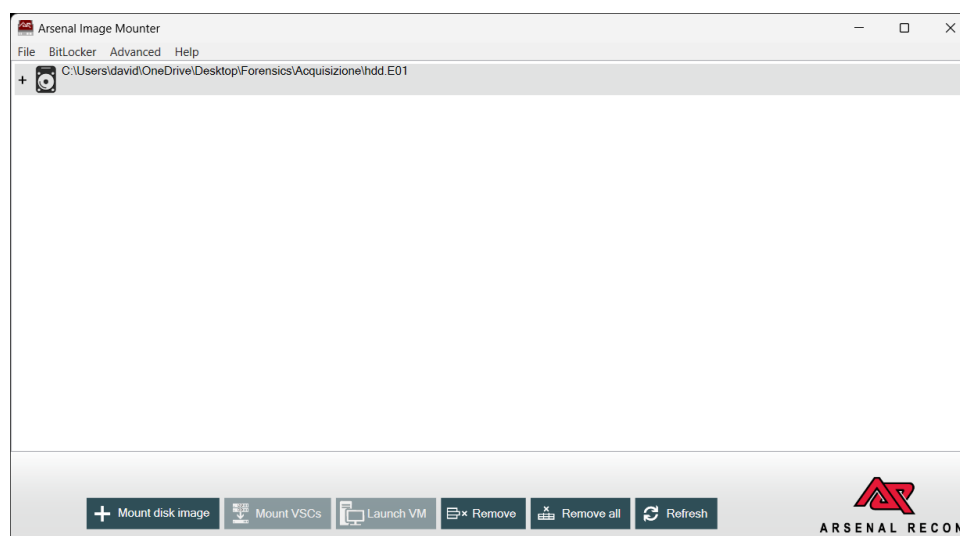 Arsenal Image Mounter
File BitLocker Advanced Help
C:\Users\david\OneDrive\Desktop\Forensics\Acquisizione\hdd.E01
Mount disk image Mount VSCs Launch VM Remove Remove all Refresh
ARSENAL RECON